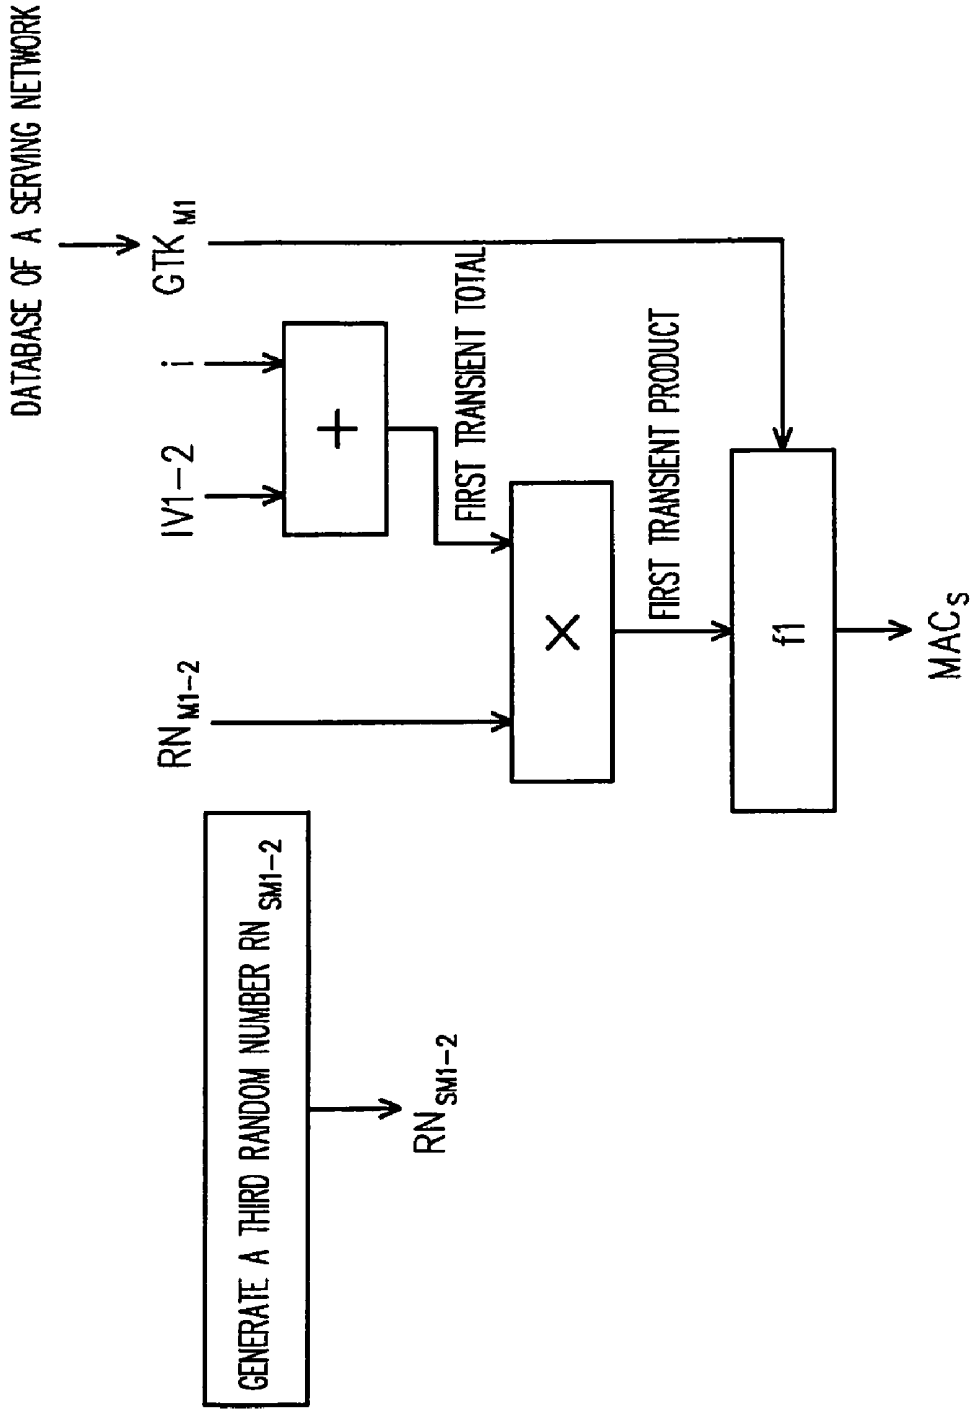 DATABASE OF A SERVING NETWORK
GENERATE A THIRD RANDOM NUMBER RN SM1-2
RN SM1-2
RN M1-2
IV1-2
i
GTK M1
+
FIRST TRANSIENT TOTAL
×
FIRST TRANSIENT PRODUCT
f1
MAC S